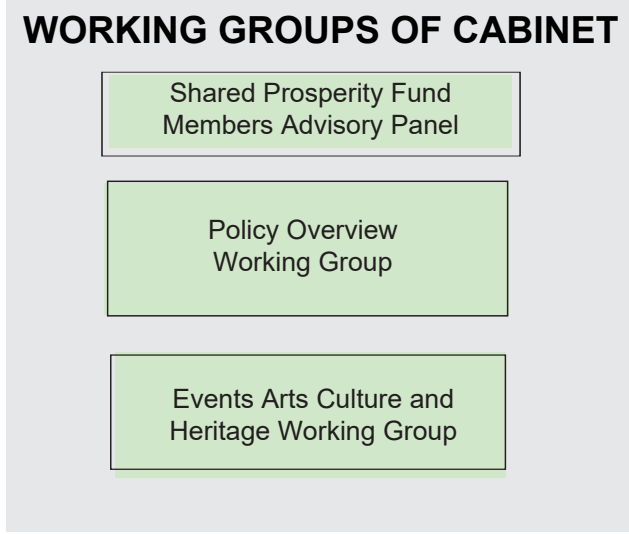 WORKING GROUPS OF CABINET
Shared Prosperity Fund
Members Advisory Panel
Policy Overview
Working Group
Events Arts Culture and
Heritage Working Group